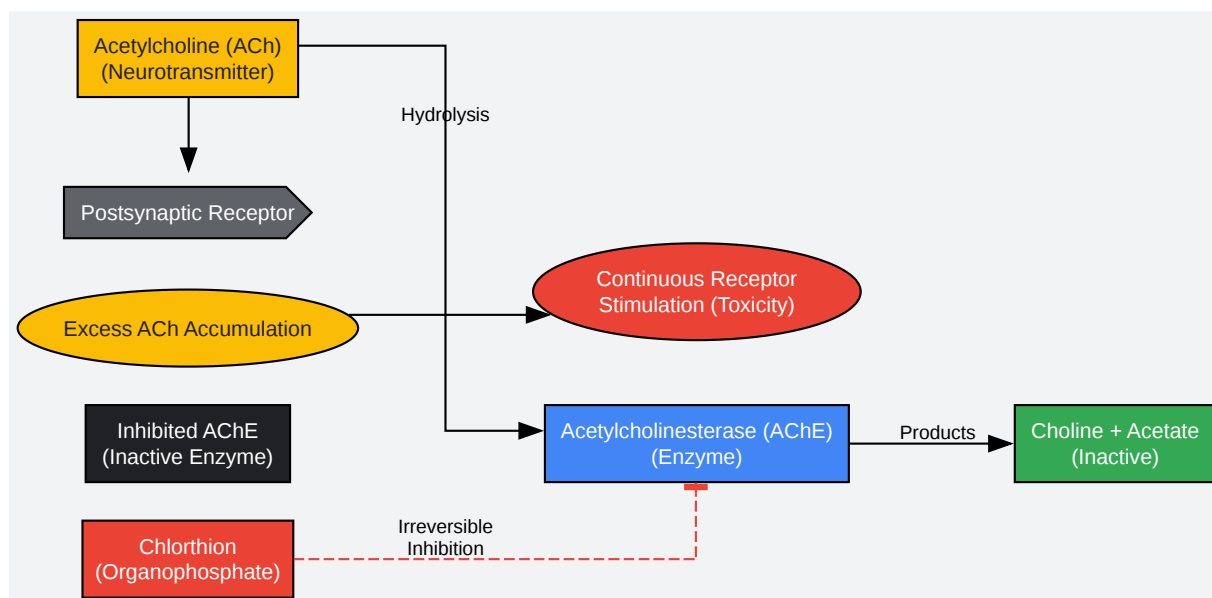 Acetylcholine (ACh)
(Neurotransmitter)
Hydrolysis
Postsynaptic Receptor
Continuous Receptor
Stimulation (Toxicity)
Excess ACh Accumulation
Inhibited AChE
(Inactive Enzyme)
Acetylcholinesterase (AChE)
(Enzyme)
Products
Choline + Acetate
(Inactive)
Chlorthion
(Organophosphate)
Irreversible
Inhibition